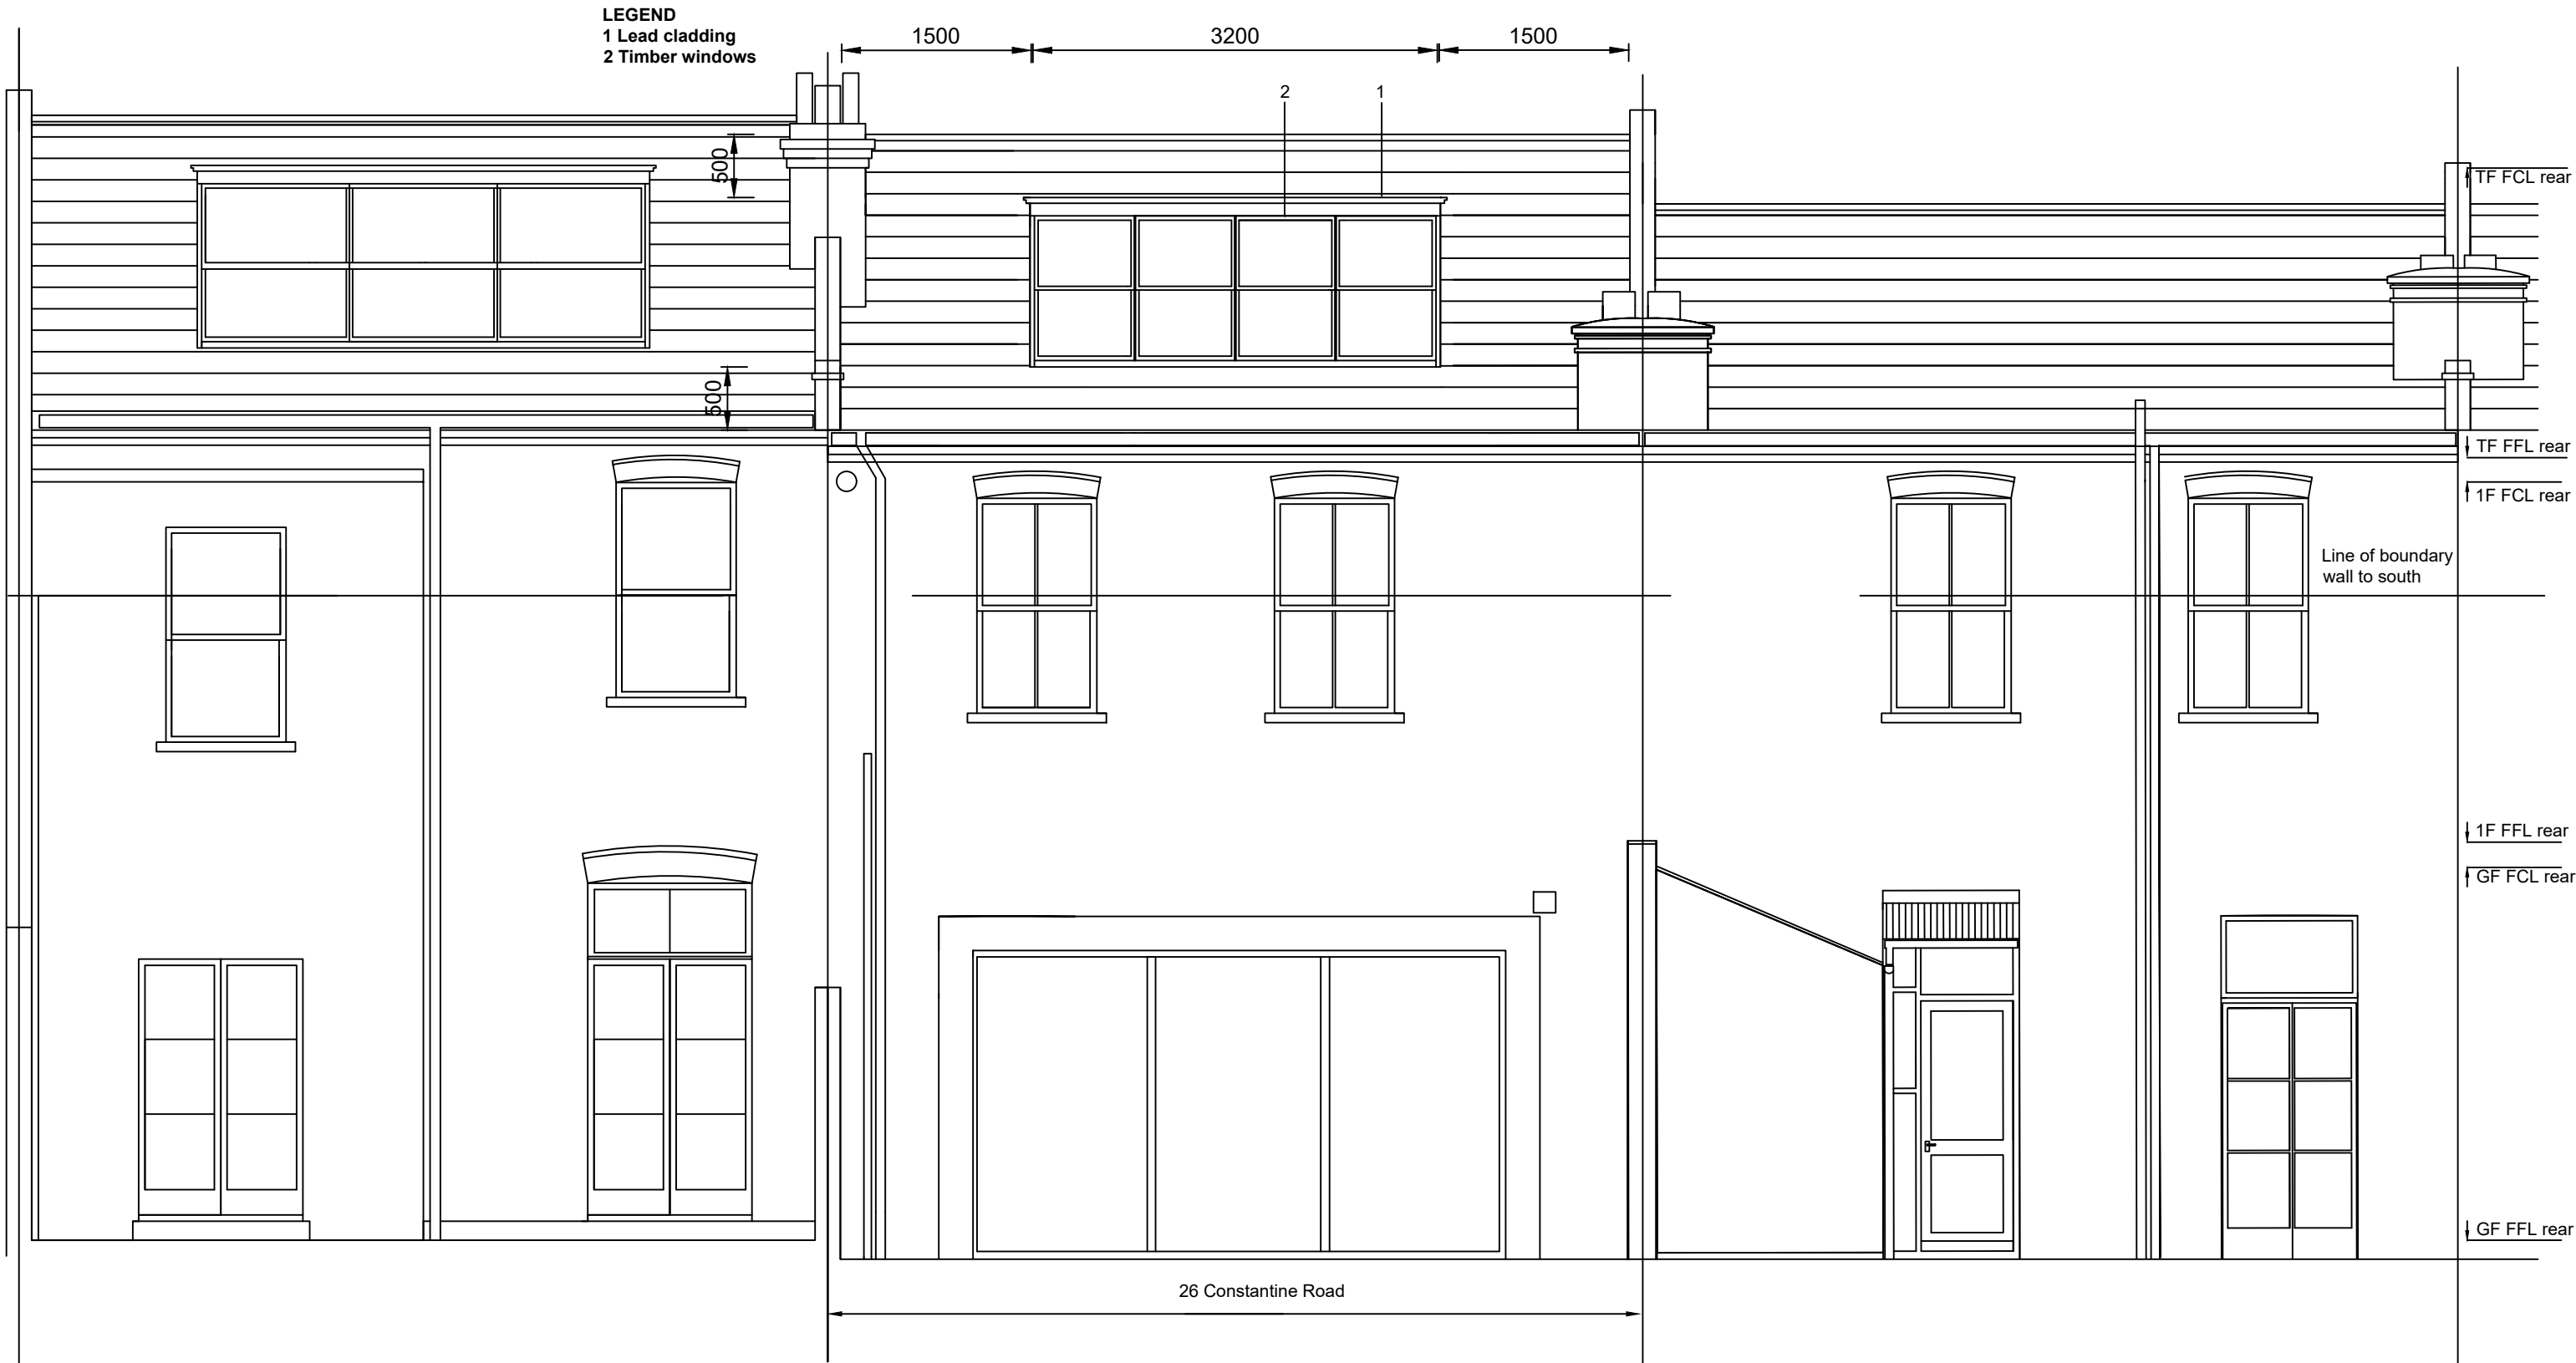 LEGEND
1 Lead cladding
2 Timber windows
1500
3200
1500
2
1
500
500
TF FCL rear
TF FFL rear
1F FCL rear
Line of boundary
wall to south
1F FFL rear
GF FCL rear
GF FFL rear
26 Constantine Road